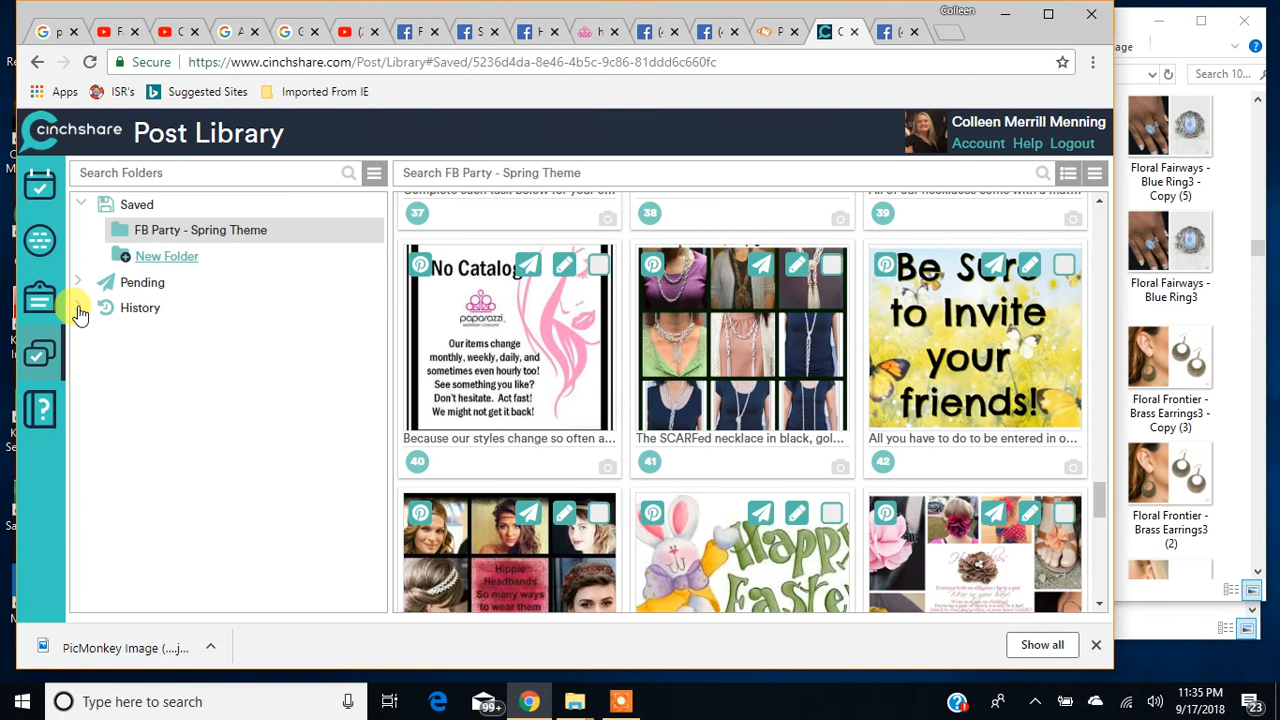 Colleen
Secure
https://www.cinchshare.com/Post/Library#Saved/5236d4da-8e46-4b5c-9c86-81ddd6c660fc
Apps
ISR's
Suggested Sites
Imported From IE
cinchshare
Post Library
Colleen Merrill Menning
Account Help Logout
Search Folders
Search FB Party - Spring Theme
Saved
FB Party - Spring Theme
New Folder
Pending
History
37
38
39
No Catalog
paparazzi
Our items change
monthly, weekly, daily, and
sometimes even hourly too!
See something you like?
Don't hesitate. Act fast!
We might not get it back!
Be Sure
to Invite
your
friends!
Because our styles change so often a...
The SCARFed necklace in black, gol...
All you have to do to be entered in o...
40
41
42
Hippie
Headbands
So many ways
to wear them
Happy
Easter
PicMonkey Image (....j...
Show all
Search 10...
Floral Fairways -
Blue Ring3 -
Copy (5)
Floral Fairways -
Blue Ring3
Floral Frontier -
Brass Earrings3 -
Copy (3)
Floral Frontier -
Brass Earrings3
(2)
Type here to search
99+
11:35 PM
9/17/2018
23